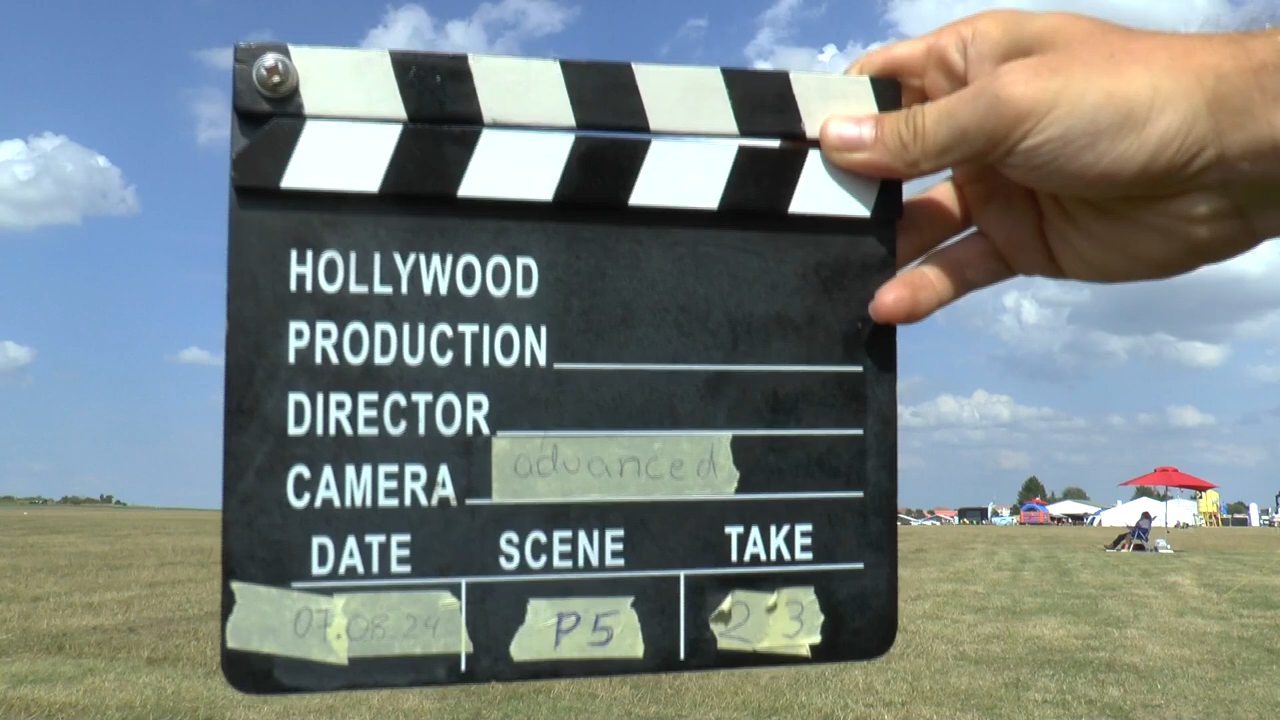 HOLLYWOOD
PRODUCTION
DIRECTOR
CAMERA advanced
DATE SCENE TAKE
07.08.24 P5 23